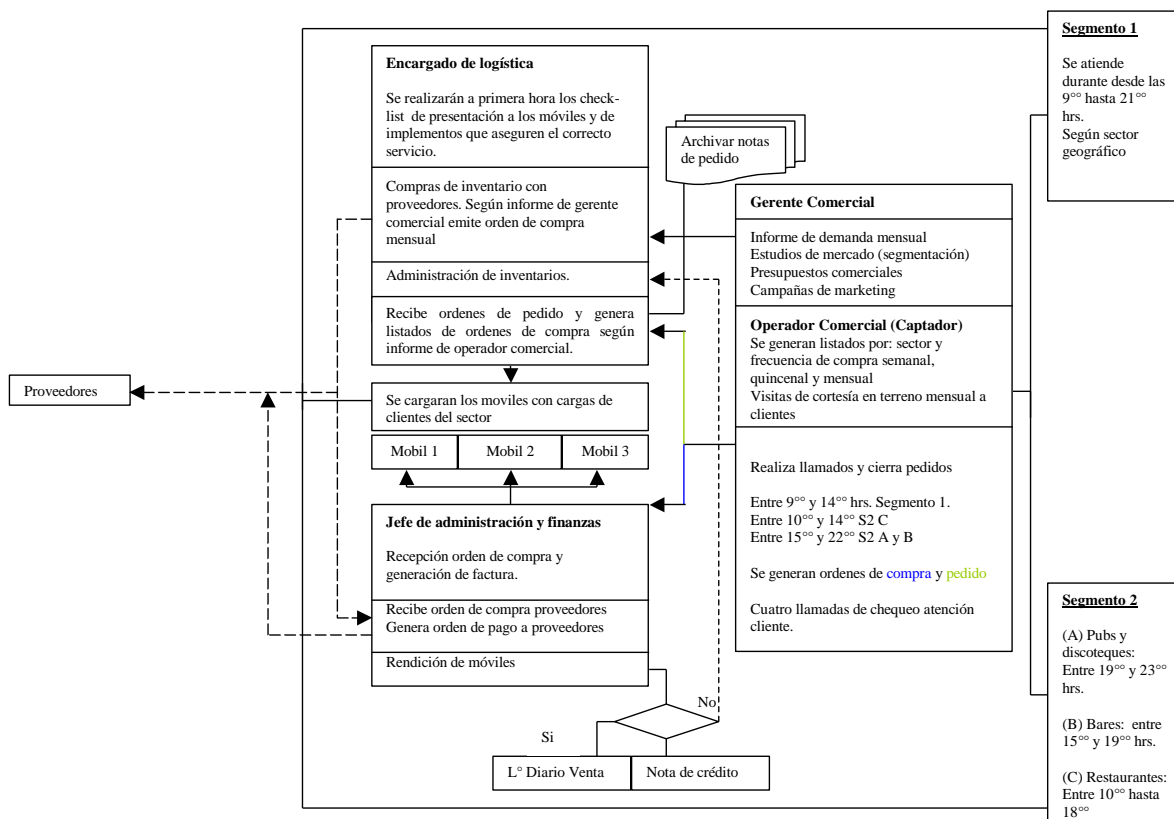 Segmento 1
Se atiende
durante desde las
9°° hasta 21°°
hrs.
Según sector
geográfico
Encargado de logística
Se realizarán a primera hora los check-
list de presentación a los móviles y de
implementos que aseguren el correcto
servicio.
Compras de inventario con
proveedores. Según informe de gerente
comercial emite orden de compra
mensual
Administración de inventarios.
Recibe ordenes de pedido y genera
listados de ordenes de compra según
informe de operador comercial.
Archivar notas
de pedido
Gerente Comercial
Informe de demanda mensual
Estudios de mercado (segmentación)
Presupuestos comerciales
Campañas de marketing
Operador Comercial (Captador)
Se generan listados por: sector y
frecuencia de compra semanal,
quincenal y mensual
Visitas de cortesía en terreno mensual a
clientes
Realiza llamados y cierra pedidos
Entre 9°° y 14°° hrs. Segmento 1.
Entre 10°° y 14°° S2 C
Entre 15°° y 22°° S2 A y B
Se generan ordenes de compra y pedido
Cuatro llamadas de chequeo atención
cliente.
Proveedores
Se cargaran los moviles con cargas de
clientes del sector
Mobil 1
Mobil 2
Mobil 3
Jefe de administración y finanzas
Recepción orden de compra y
generación de factura.
Recibe orden de compra proveedores
Genera orden de pago a proveedores
Rendición de móviles
No
Si
L° Diario Venta
Nota de crédito
Segmento 2
(A) Pubs y
discoteques:
Entre 19°° y 23°°
hrs.
(B) Bares: entre
15°° y 19°° hrs.
(C) Restaurantes:
Entre 10°° hasta
18°°